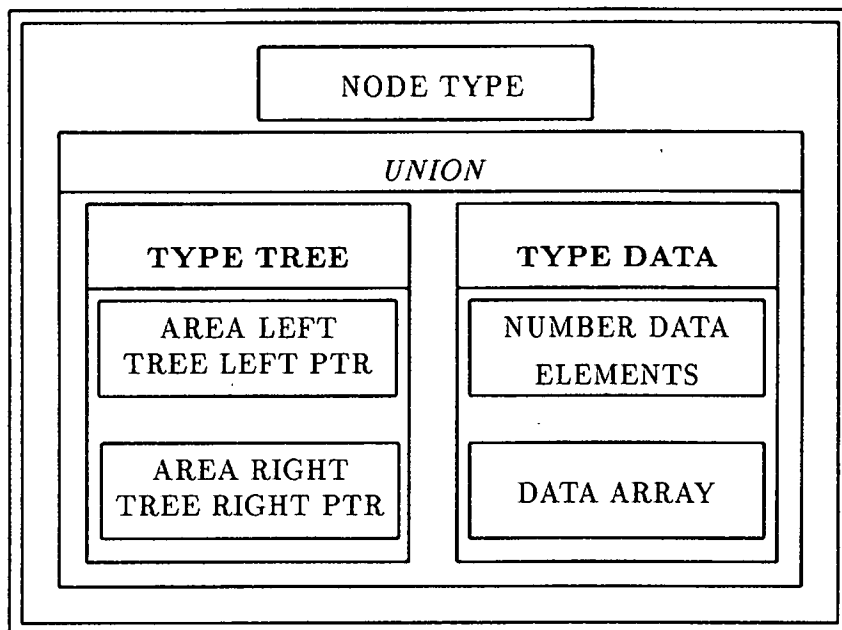 NODE TYPE
UNION
TYPE TREE
AREA LEFT
TREE LEFT PTR
AREA RIGHT
TREE RIGHT PTR
TYPE DATA
NUMBER DATA
ELEMENTS
DATA ARRAY